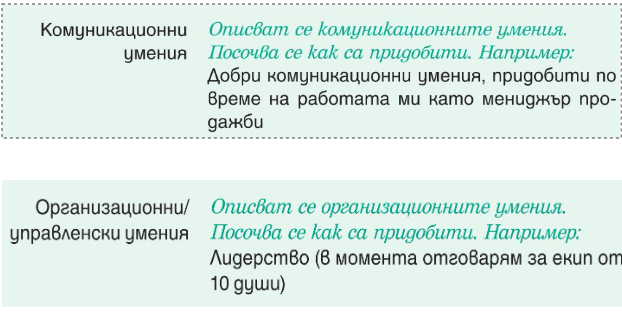 Комуникационни умения
Описват се комуникационните умения.
Посочва се как са придобити. Например:
Добри комуникационни умения, придобити по
време на работата ми като мениджър про-
дажби
Организационни/
управленски умения
Описват се организационните умения.
Посочва се как са придобити. Например:
Лидерство (в момента отговарям за екип от
10 души)